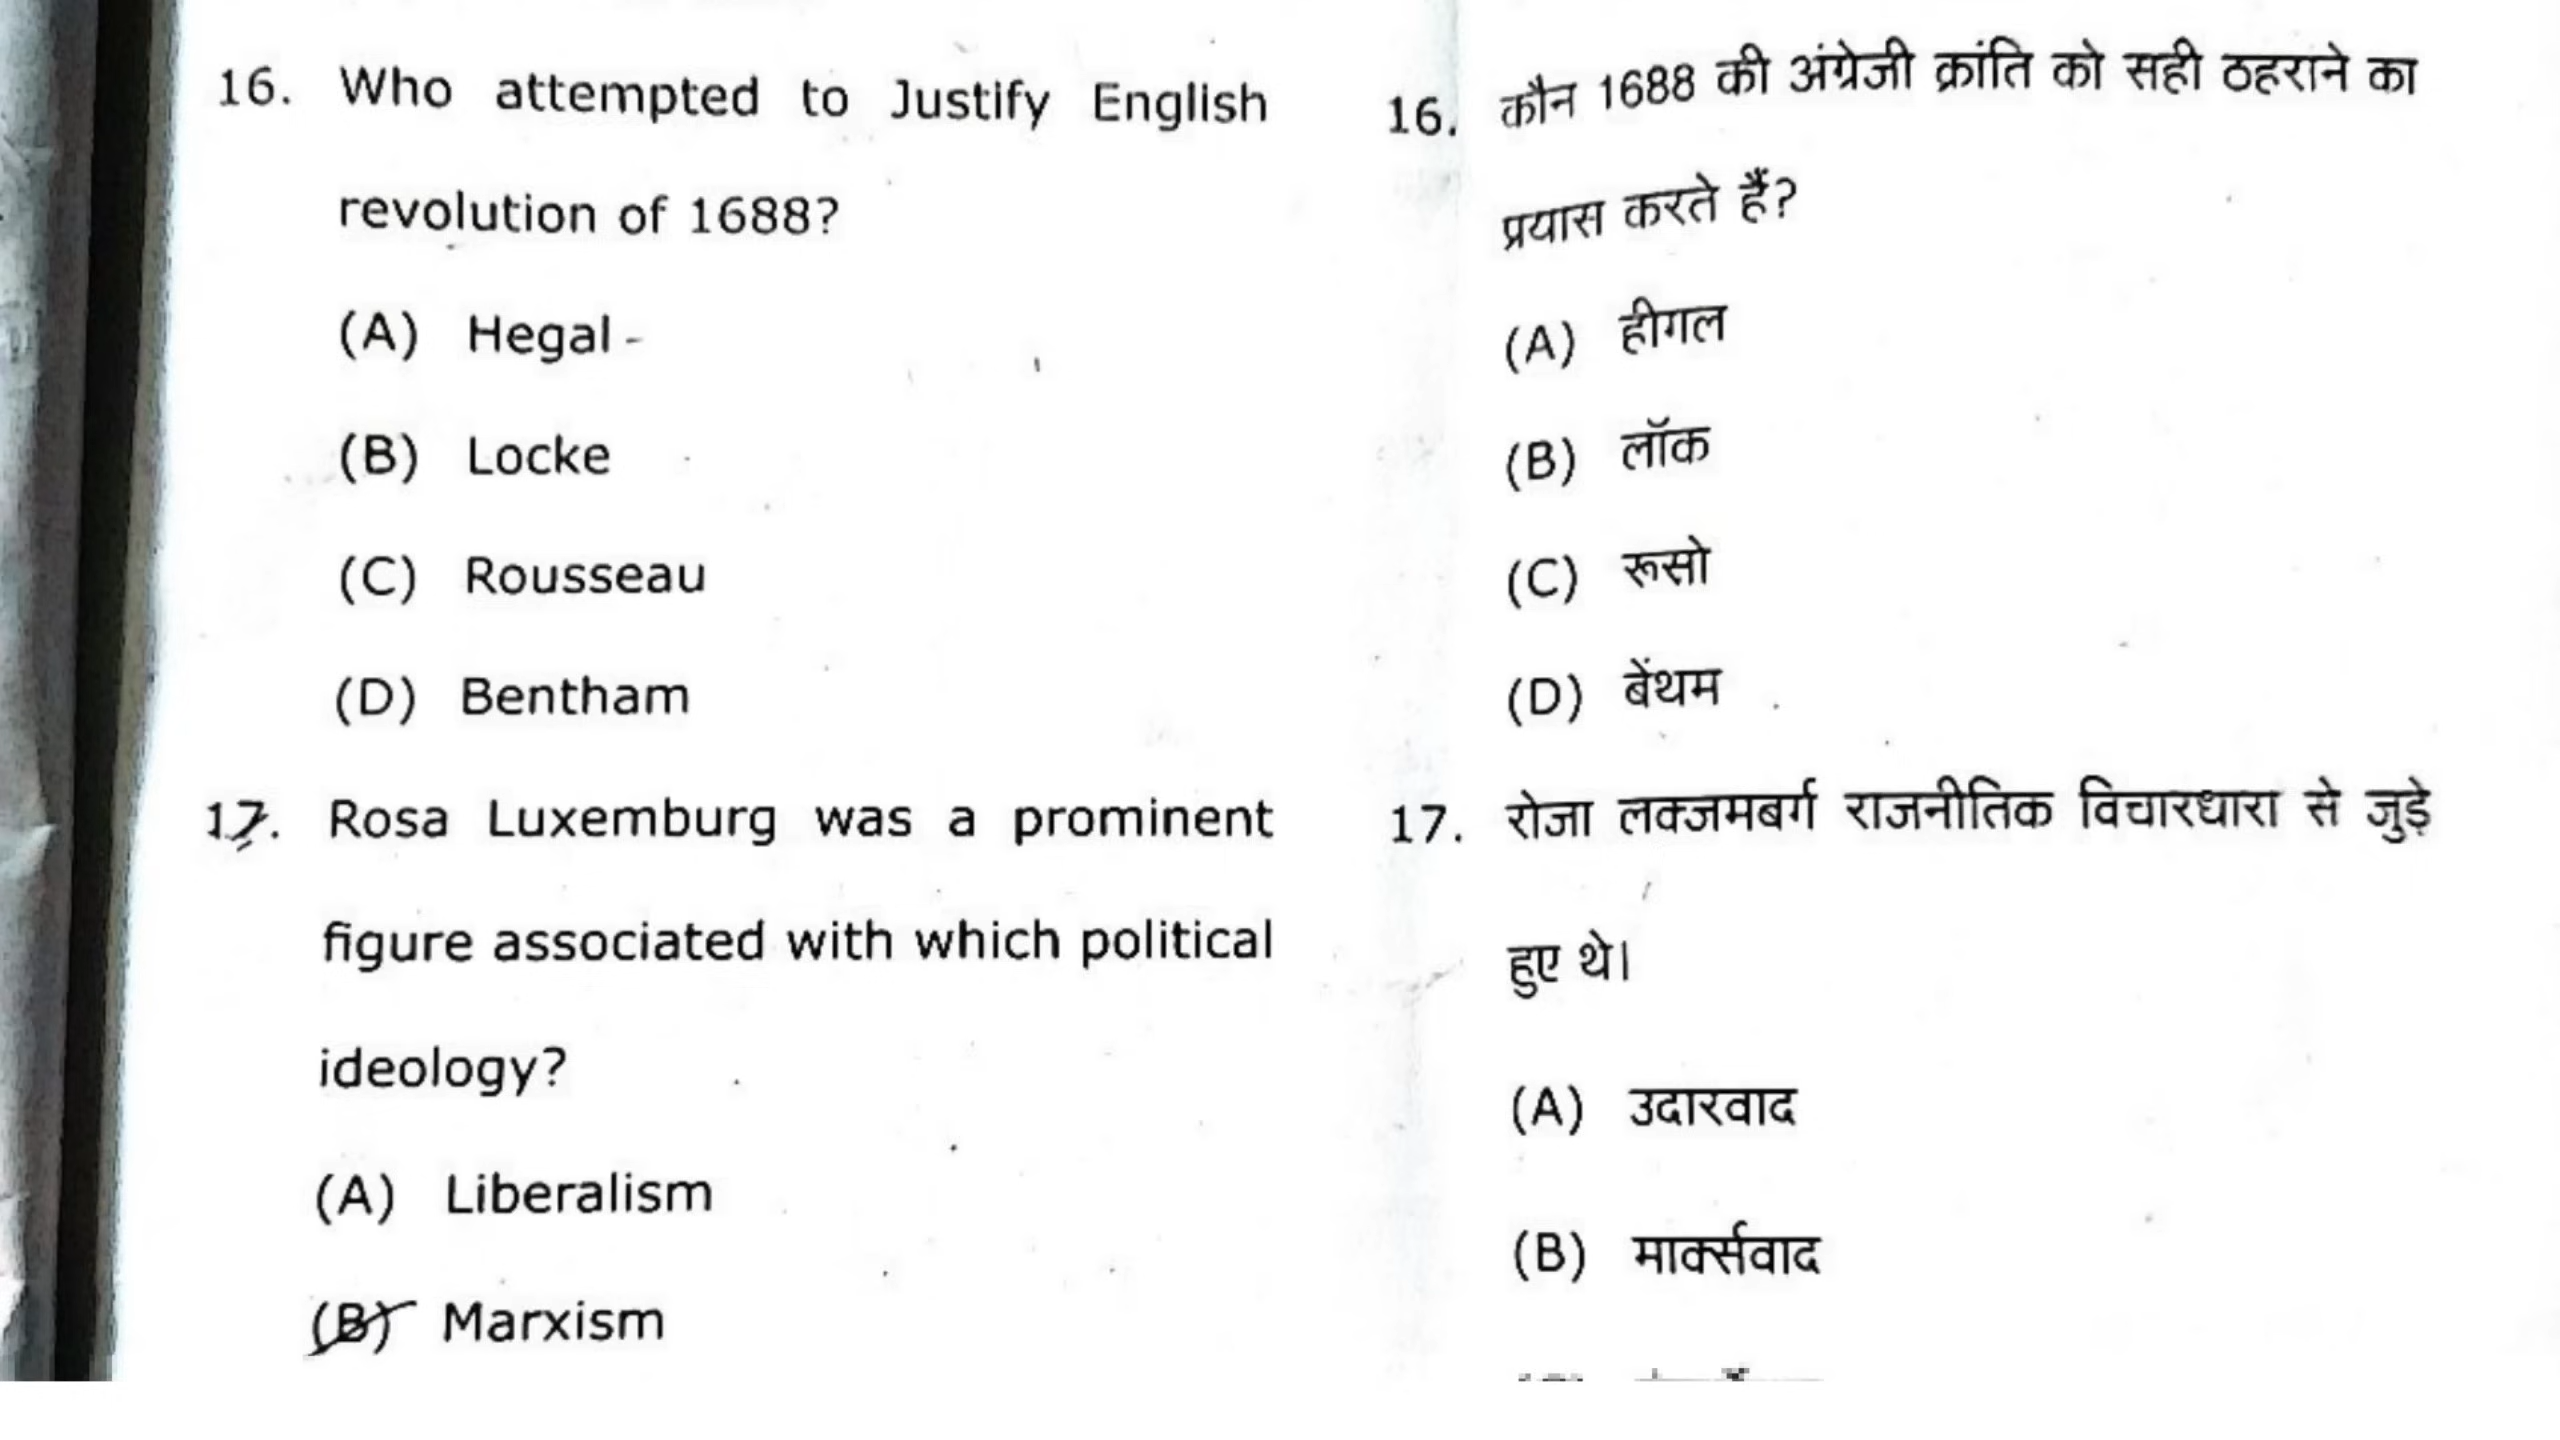 16. Who attempted to Justify English
revolution of 1688?
(A) Hegal -
(B) Locke
(C) Rousseau
(D) Bentham
17. Rosa Luxemburg was a prominent
figure associated with which political
ideology?
(A) Liberalism
(B) Marxism
16. कौन 1688 की अंग्रेजी क्रांति को सही ठहराने का
प्रयास करते हैं?
(A) हीगल
(B) लॉक
(C) रूसो
(D) बेंथम
17. रोजा लक्जमबर्ग राजनीतिक विचारधारा से जुड़े
हुए थे।
(A) उदारवाद
(B) मार्क्सवाद